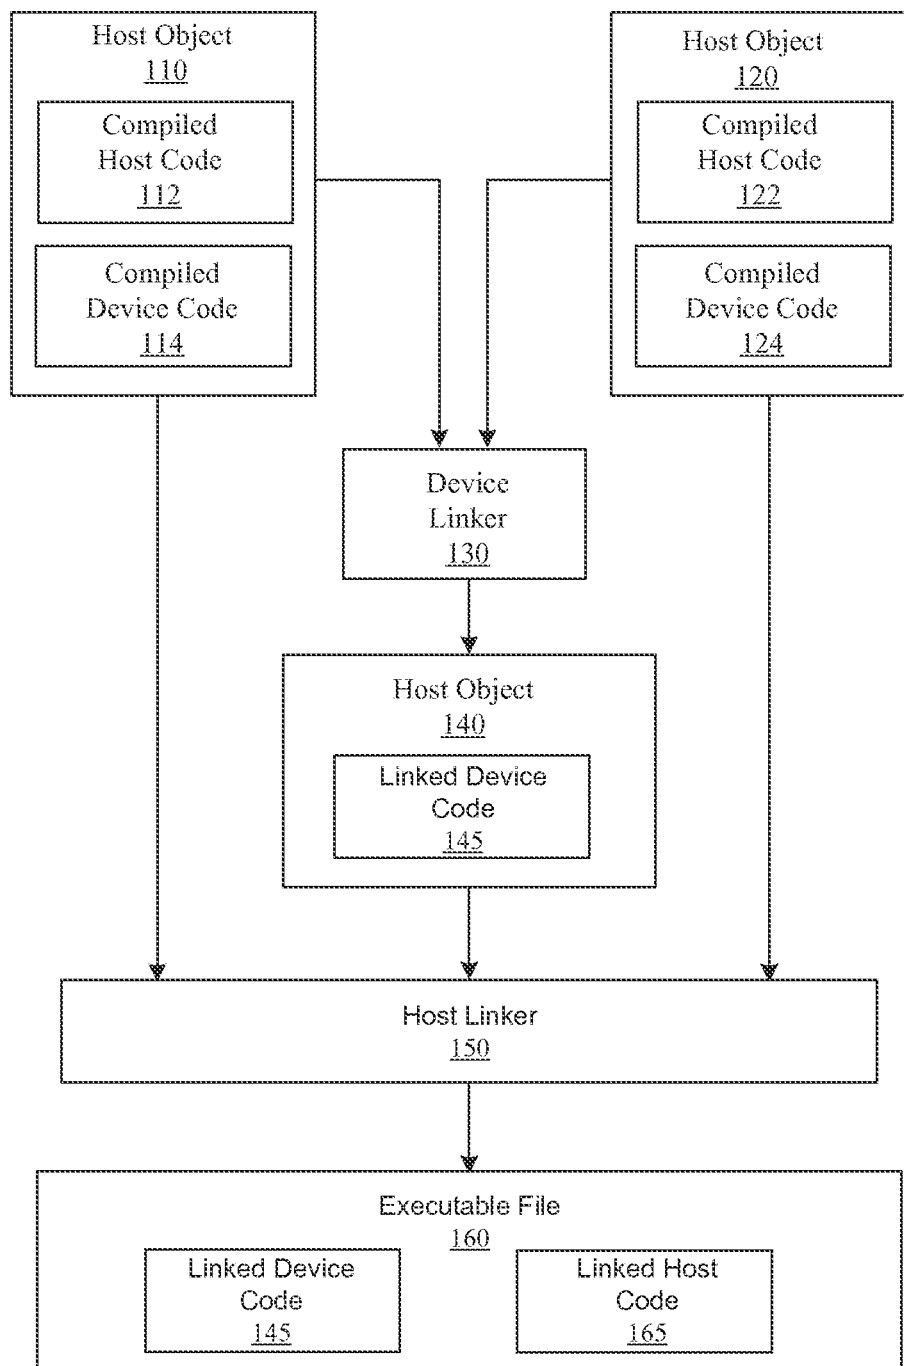 Host Object
110
Compiled
Host Code
112
Compiled
Device Code
114
Host Object
120
Compiled
Host Code
122
Compiled
Device Code
124
Device
Linker
130
Host Object
140
Linked Device
Code
145
Host Linker
150
Executable File
160
Linked Device
Code
145
Linked Host
Code
165